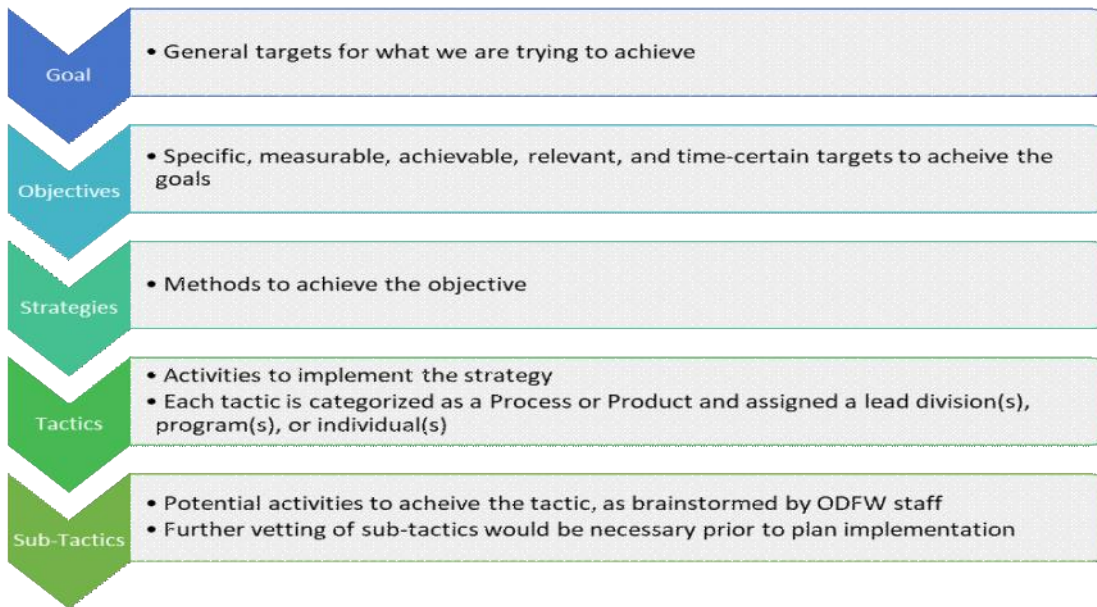 Goal
• General targets for what we are trying to achieve
Objectives
• Specific, measurable, achievable, relevant, and time-certain targets to acheive the
goals
Strategies
• Methods to achieve the objective
Tactics
• Activities to implement the strategy
• Each tactic is categorized as a Process or Product and assigned a lead division(s),
program(s), or individual(s)
Sub-Tactics
• Potential activities to acheive the tactic, as brainstormed by ODFW staff
• Further vetting of sub-tactics would be necessary prior to plan implementation